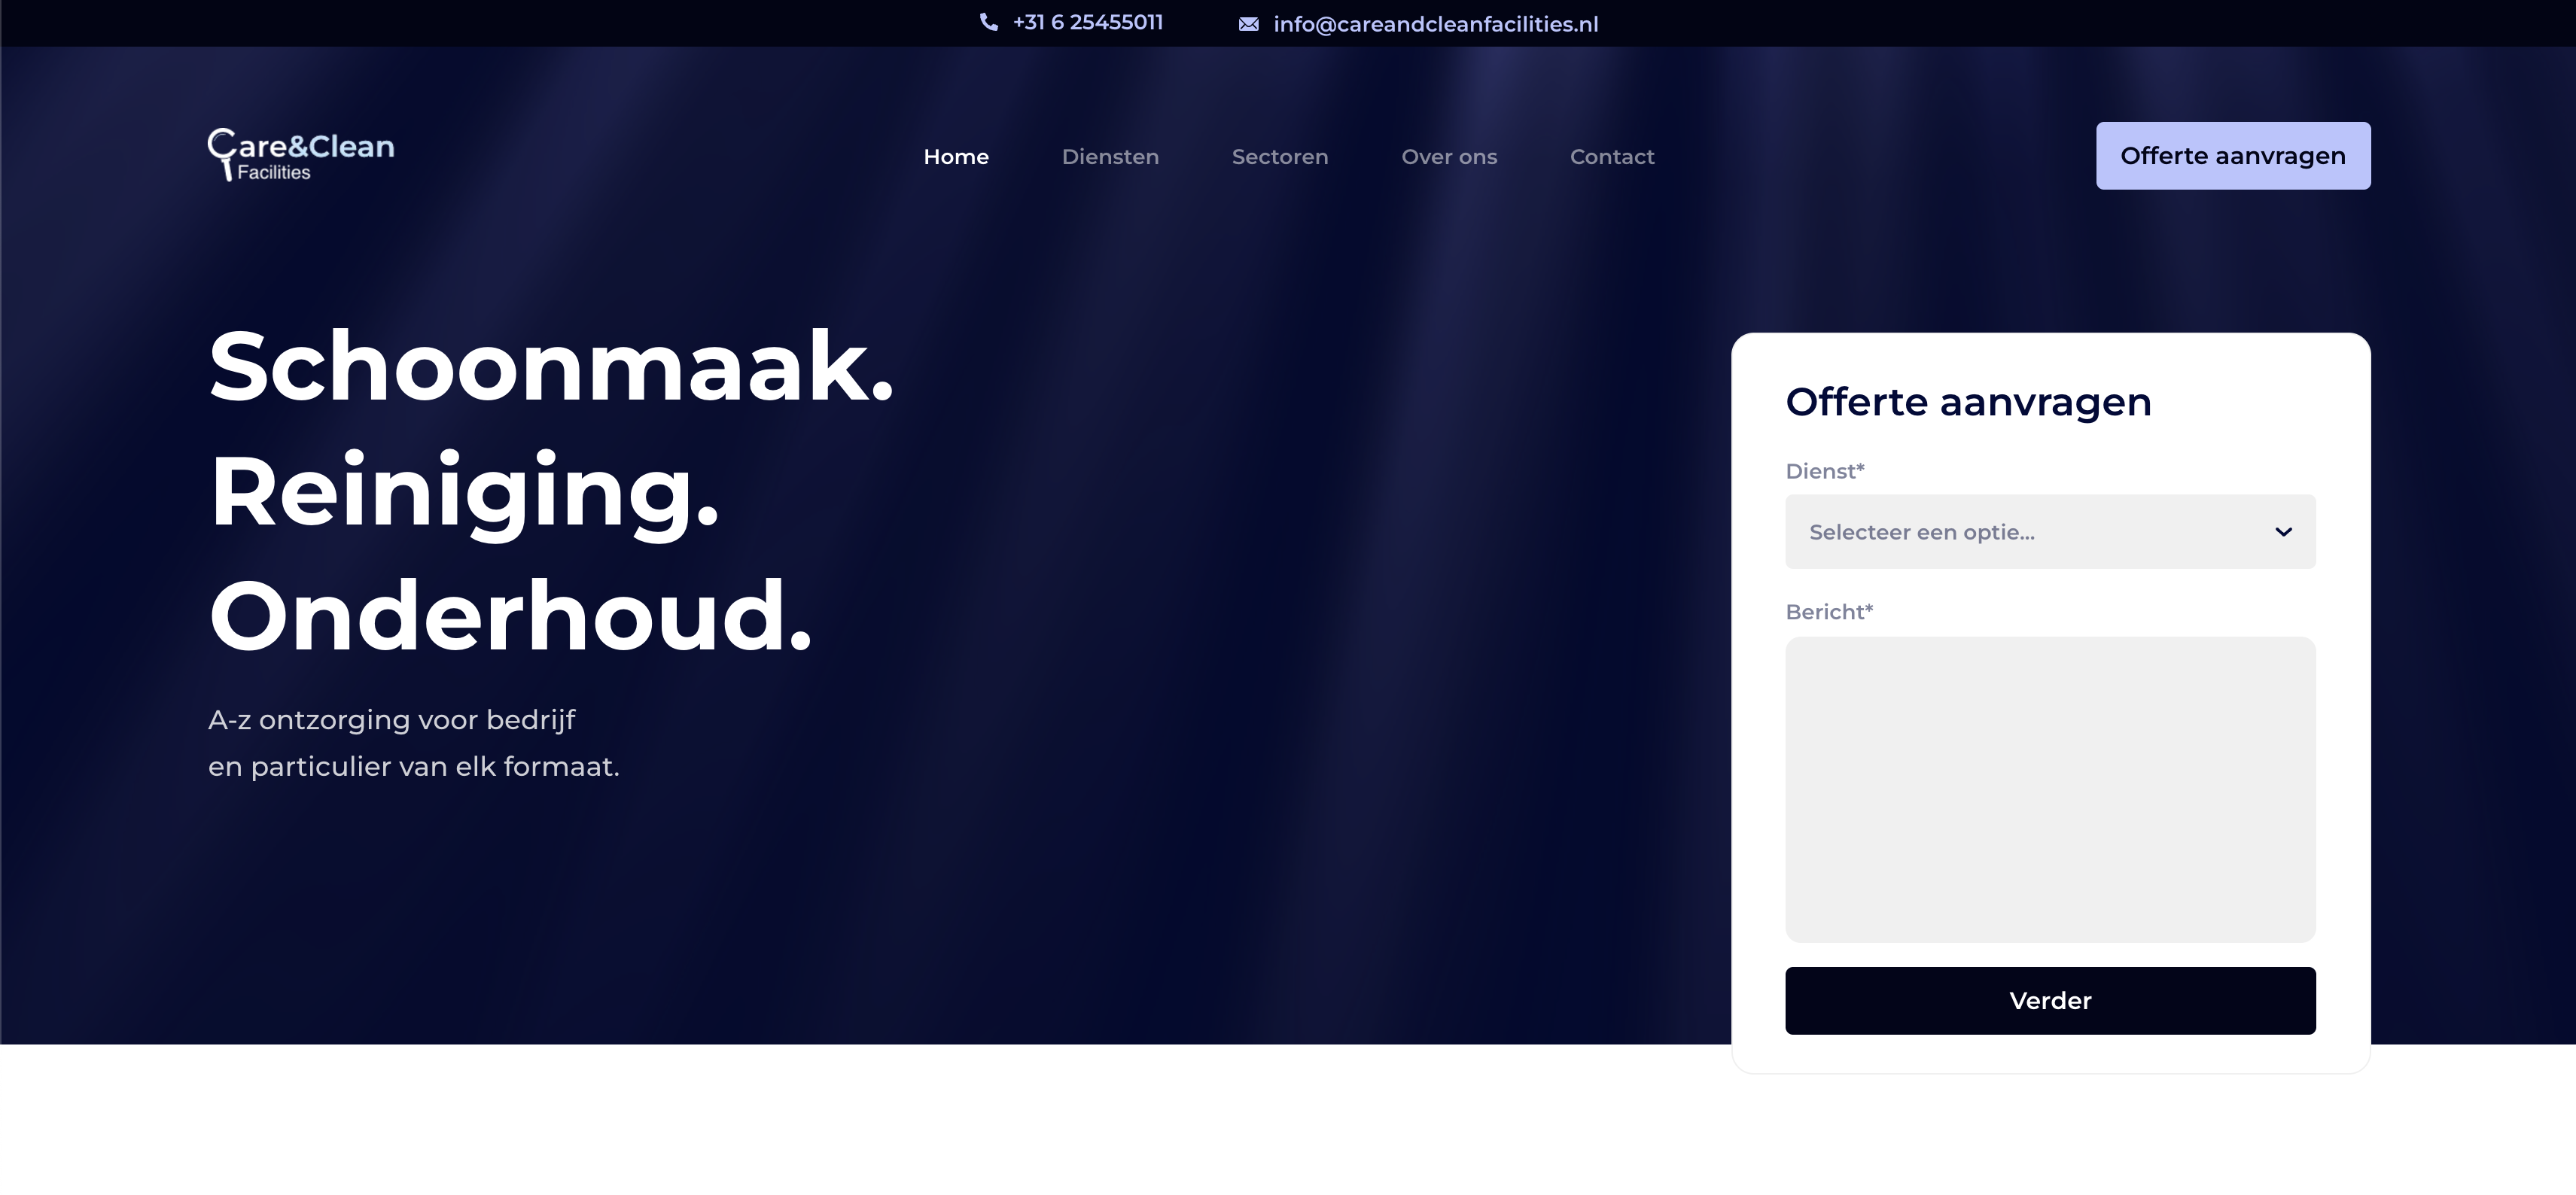 +31 6 25455011
info@careandcleanfacilities.nl
Care&Clean
Facilities
Home
Diensten
Sectoren
Over ons
Contact
Offerte aanvragen
Schoonmaak.
Reiniging.
Onderhoud.
A-z ontzorging voor bedrijf
en particulier van elk formaat.
Offerte aanvragen
Dienst*
Selecteer een optie...
Bericht*
Verder